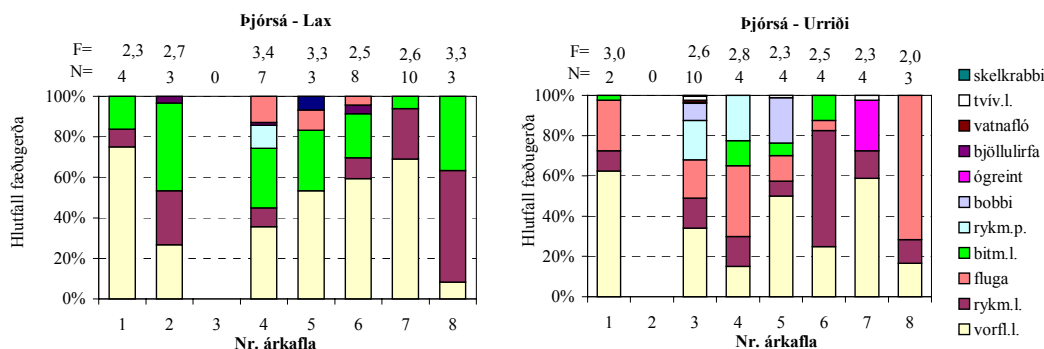 Þjórsá - Lax
F= 2,3 2,7 3,4 3,3 2,5 2,6 3,3
N= 4 3 0 7 3 8 10 3
100%
80%
60%
40%
20%
0%
Hlutfall fæðugerða
1 2 3 4 5 6 7 8
Nr. árkafla
Þjórsá - Urriði
F= 3,0 2,6 2,8 2,3 2,5 2,3 2,0
N= 2 0 10 4 4 4 4 3
100%
80%
60%
40%
20%
0%
Hlutfall fæðugerða
1 2 3 4 5 6 7 8
Nr. árkafla
skelkrabbi
tvív.l.
vatnafló
bjöllulirfa
ógreint
bobbi
rykm.p.
bitm.l.
fluga
rykm.l.
vorfl.l.